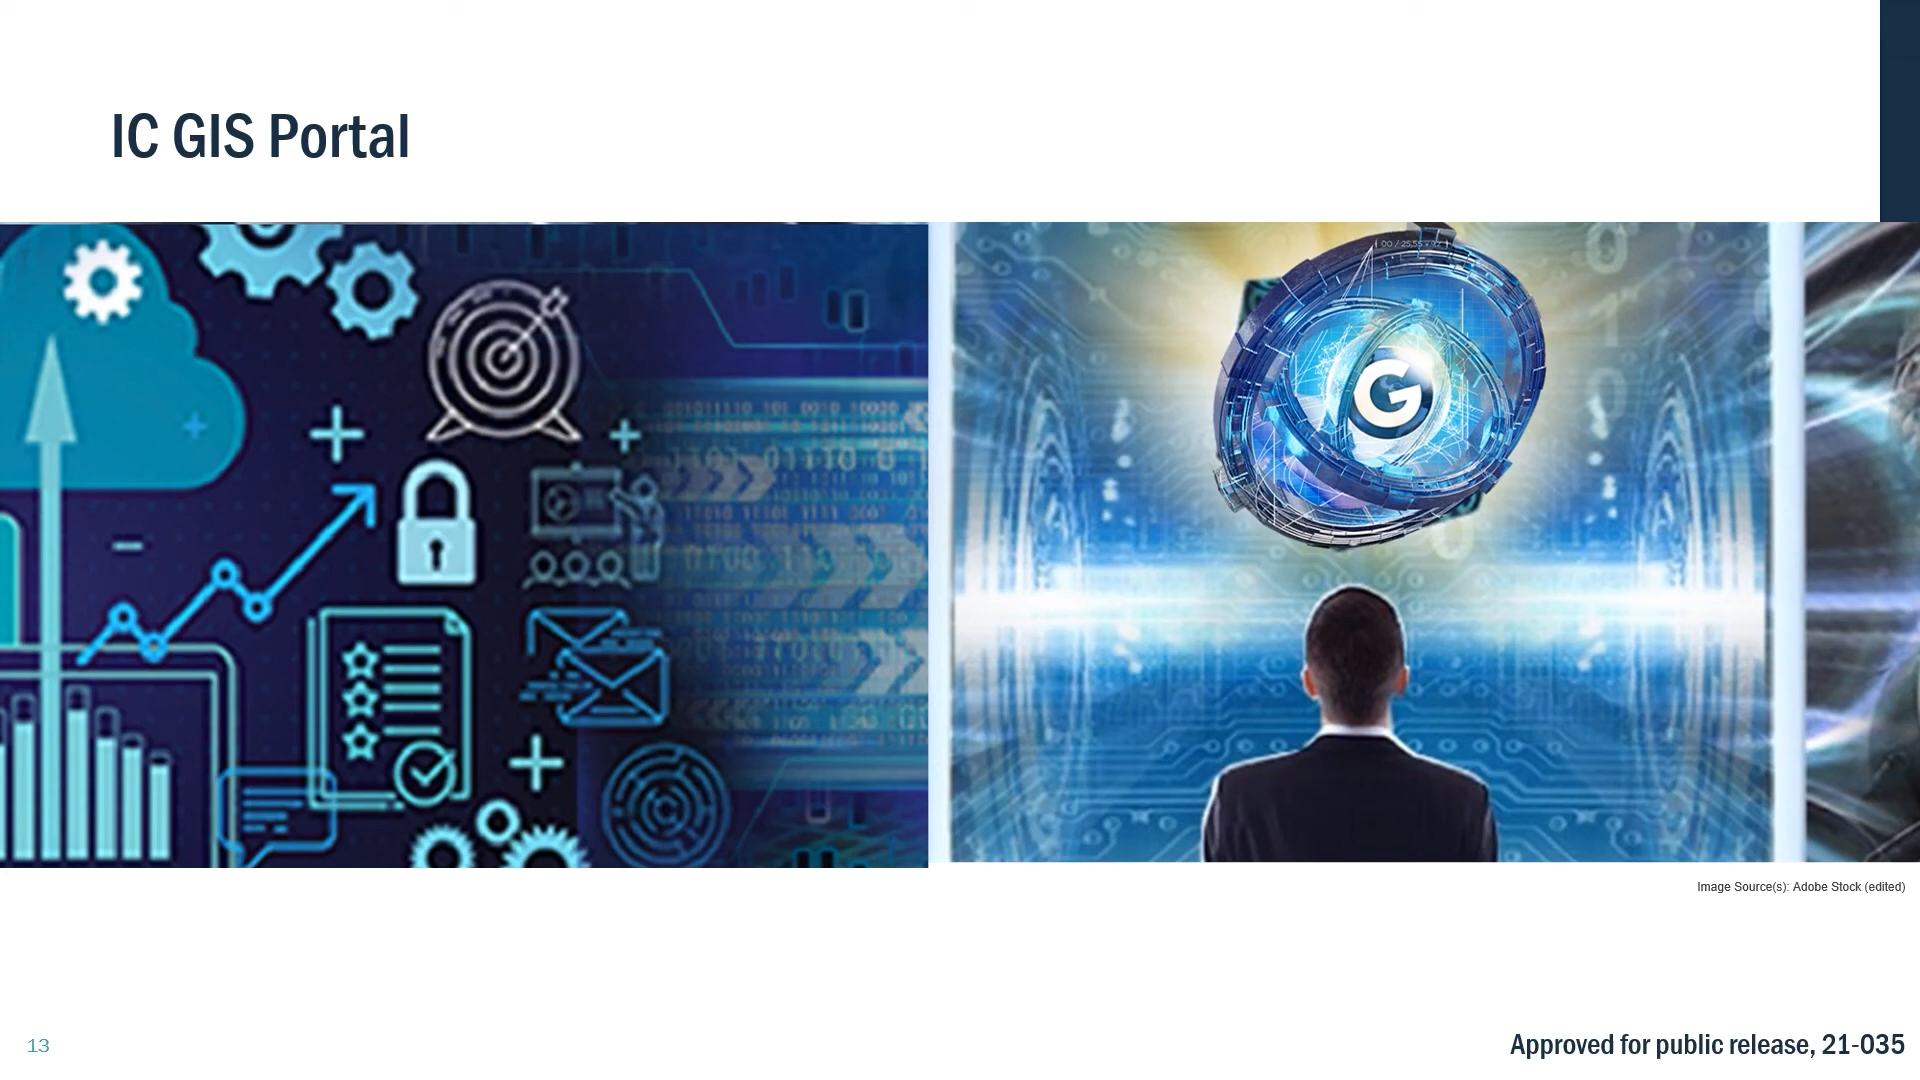 IC GIS Portal
G
Image Source(s): Adobe Stock (edited)
13
Approved for public release, 21-035